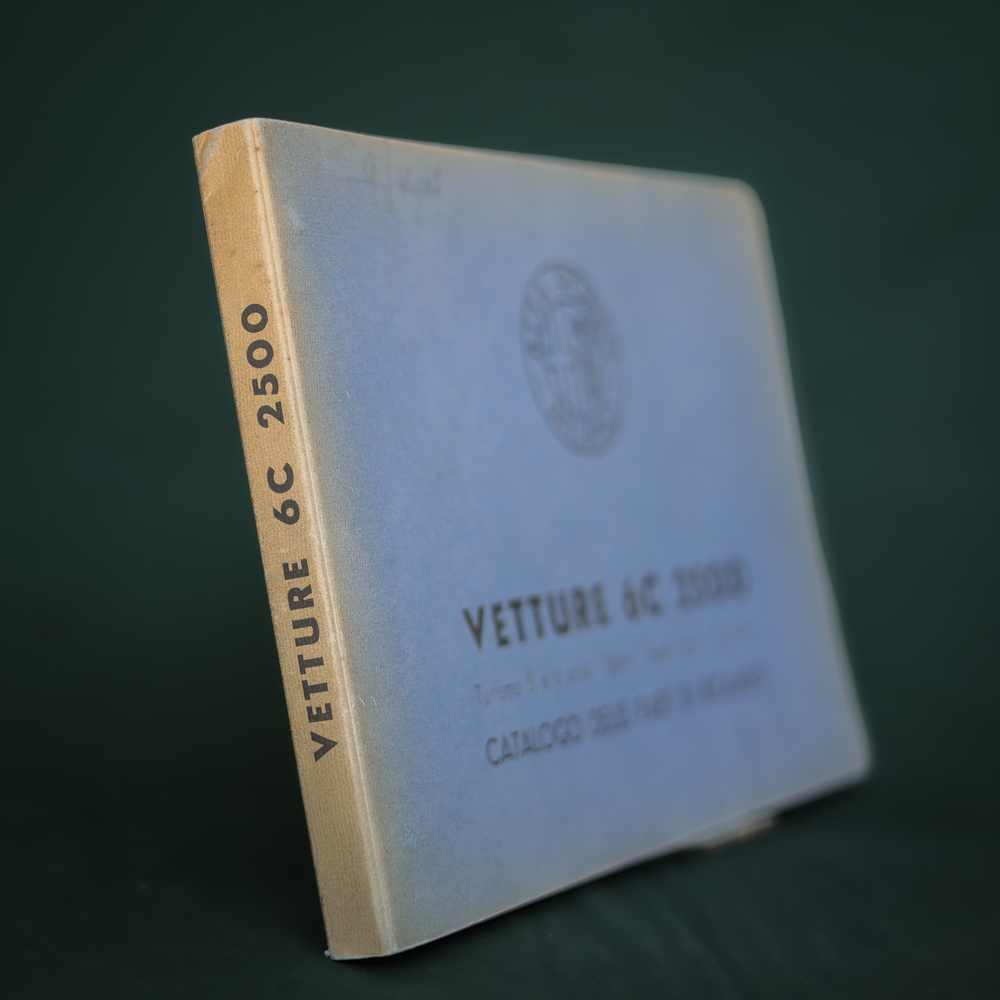 VETTURE 6C 2500
VETTURE 6C 2500
CATALOGO DELLE PARTI DI RICAMBIO